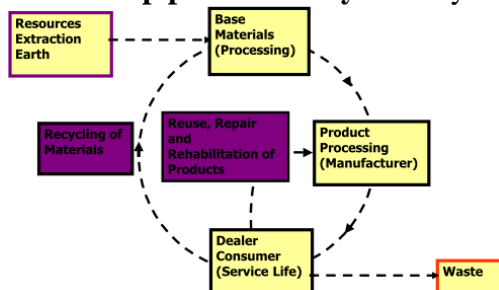 Resources
Extraction
Earth
Base
Materials
(Processing)
Recycling of
Materials
Reuse, Repair
and
Rehabilitation of
Products
Product
Processing
(Manufacturer)
Dealer
Consumer
(Service Life)
Waste